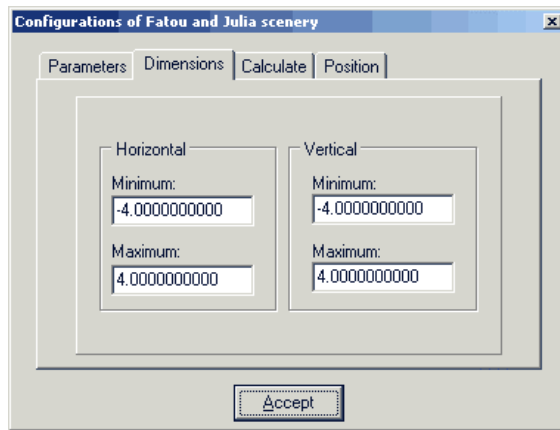 Configurations of Fatou and Julia scenery
Parameters Dimensions Calculate Position
Horizontal Vertical
Minimum: Minimum:
-4.0000000000 -4.0000000000
Maximum: Maximum:
4.0000000000 4.0000000000
Accept